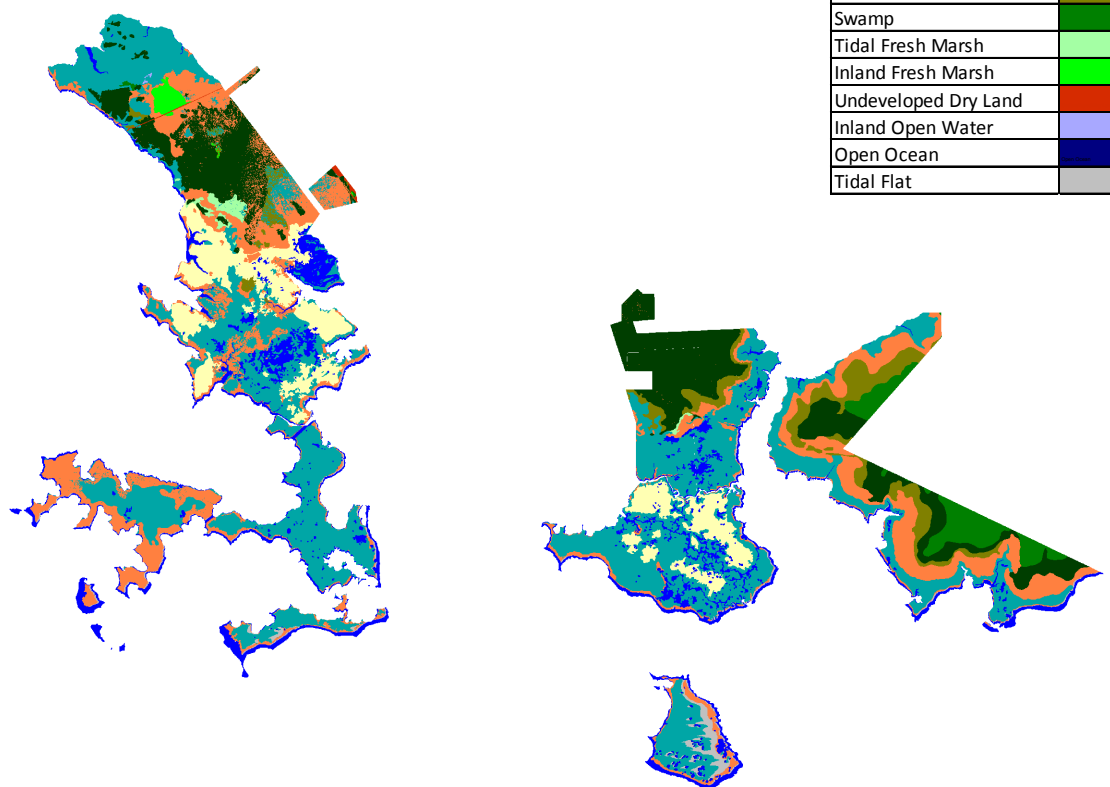 Swamp
Tidal Fresh Marsh
Inland Fresh Marsh
Undeveloped Dry Land
Inland Open Water
Open Ocean
Tidal Flat